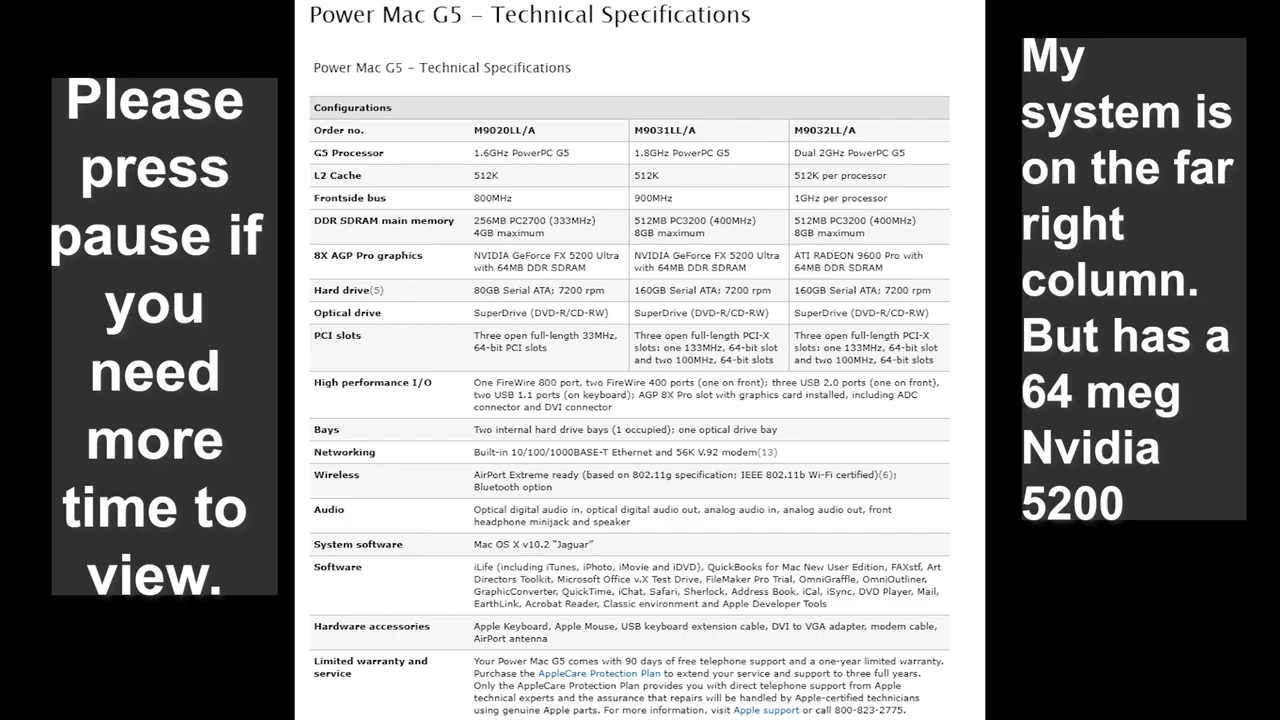 Please
press
pause if
you
need
more
time to
view.
Power Mac G5 – Technical Specifications
Power Mac G5 – Technical Specifications
Configurations
Order no. M9020LL/A M9031LL/A M9032LL/A
G5 Processor 1.6GHz PowerPC G5 1.8GHz PowerPC G5 Dual 2GHz PowerPC G5
L2 Cache 512K 512K 512K per processor
Frontside bus 800MHz 900MHz 1GHz per processor
DDR SDRAM main memory 256MB PC2700 (333MHz) 512MB PC3200 (400MHz) 512MB PC3200 (400MHz)
4GB maximum 8GB maximum 8GB maximum
8X AGP Pro graphics NVIDIA GeForce FX 5200 Ultra NVIDIA GeForce FX 5200 Ultra ATI RADEON 9600 Pro with
with 64MB DDR SDRAM with 64MB DDR SDRAM 64MB DDR SDRAM
Hard drive(5) 80GB Serial ATA; 7200 rpm 160GB Serial ATA; 7200 rpm 160GB Serial ATA; 7200 rpm
Optical drive SuperDrive (DVD-R/CD-RW) SuperDrive (DVD-R/CD-RW) SuperDrive (DVD-R/CD-RW)
PCI slots Three open full-length 33MHz, Three open full-length PCI-X Three open full-length PCI-X
64-bit PCI slots slots: one 133MHz, 64-bit slot slots: one 133MHz, 64-bit slot
and two 100MHz, 64-bit slots and two 100MHz, 64-bit slots
High performance I/O One FireWire 800 port, two FireWire 400 ports (one on front); three USB 2.0 ports (one on front),
two USB 1.1 ports (on keyboard); AGP 8X Pro slot with graphics card installed, including ADC
connector and DVI connector
Bays Two internal hard drive bays (1 occupied); one optical drive bay
Networking Built-in 10/100/1000BASE-T Ethernet and 56K V.92 modem(13)
Wireless AirPort Extreme ready (based on 802.11g specification; IEEE 802.11b Wi-Fi certified)(6);
Bluetooth option
Audio Optical digital audio in, optical digital audio out, analog audio in, analog audio out, front
headphone minijack and speaker
System software Mac OS X v10.2 “Jaguar”
Software iLife (including iTunes, iPhoto, iMovie and iDVD), QuickBooks for Mac New User Edition, FAXstf, Art
Directors Toolkit, Microsoft Office v.X Test Drive, FileMaker Pro Trial, OmniGraffle, OmniOutliner,
GraphicConverter, QuickTime, iChat, Safari, Sherlock, Address Book, iCal, iSync, DVD Player, Mail,
EarthLink, Acrobat Reader, Classic environment and Apple Developer Tools
Hardware accessories Apple Keyboard, Apple Mouse, USB keyboard extension cable, DVI to VGA adapter, modem cable,
AirPort antenna
Limited warranty and Your Power Mac G5 comes with 90 days of free telephone support and a one-year limited warranty.
service Purchase the AppleCare Protection Plan to extend your service and support to three full years.
Only the AppleCare Protection Plan provides you with direct telephone support from Apple
technical experts and the assurance that repairs will be handled by Apple-certified technicians
using genuine Apple parts. For more information, visit Apple support or call 800-823-2775.
My
system is
on the far
right
column.
But has a
64 meg
Nvidia
5200